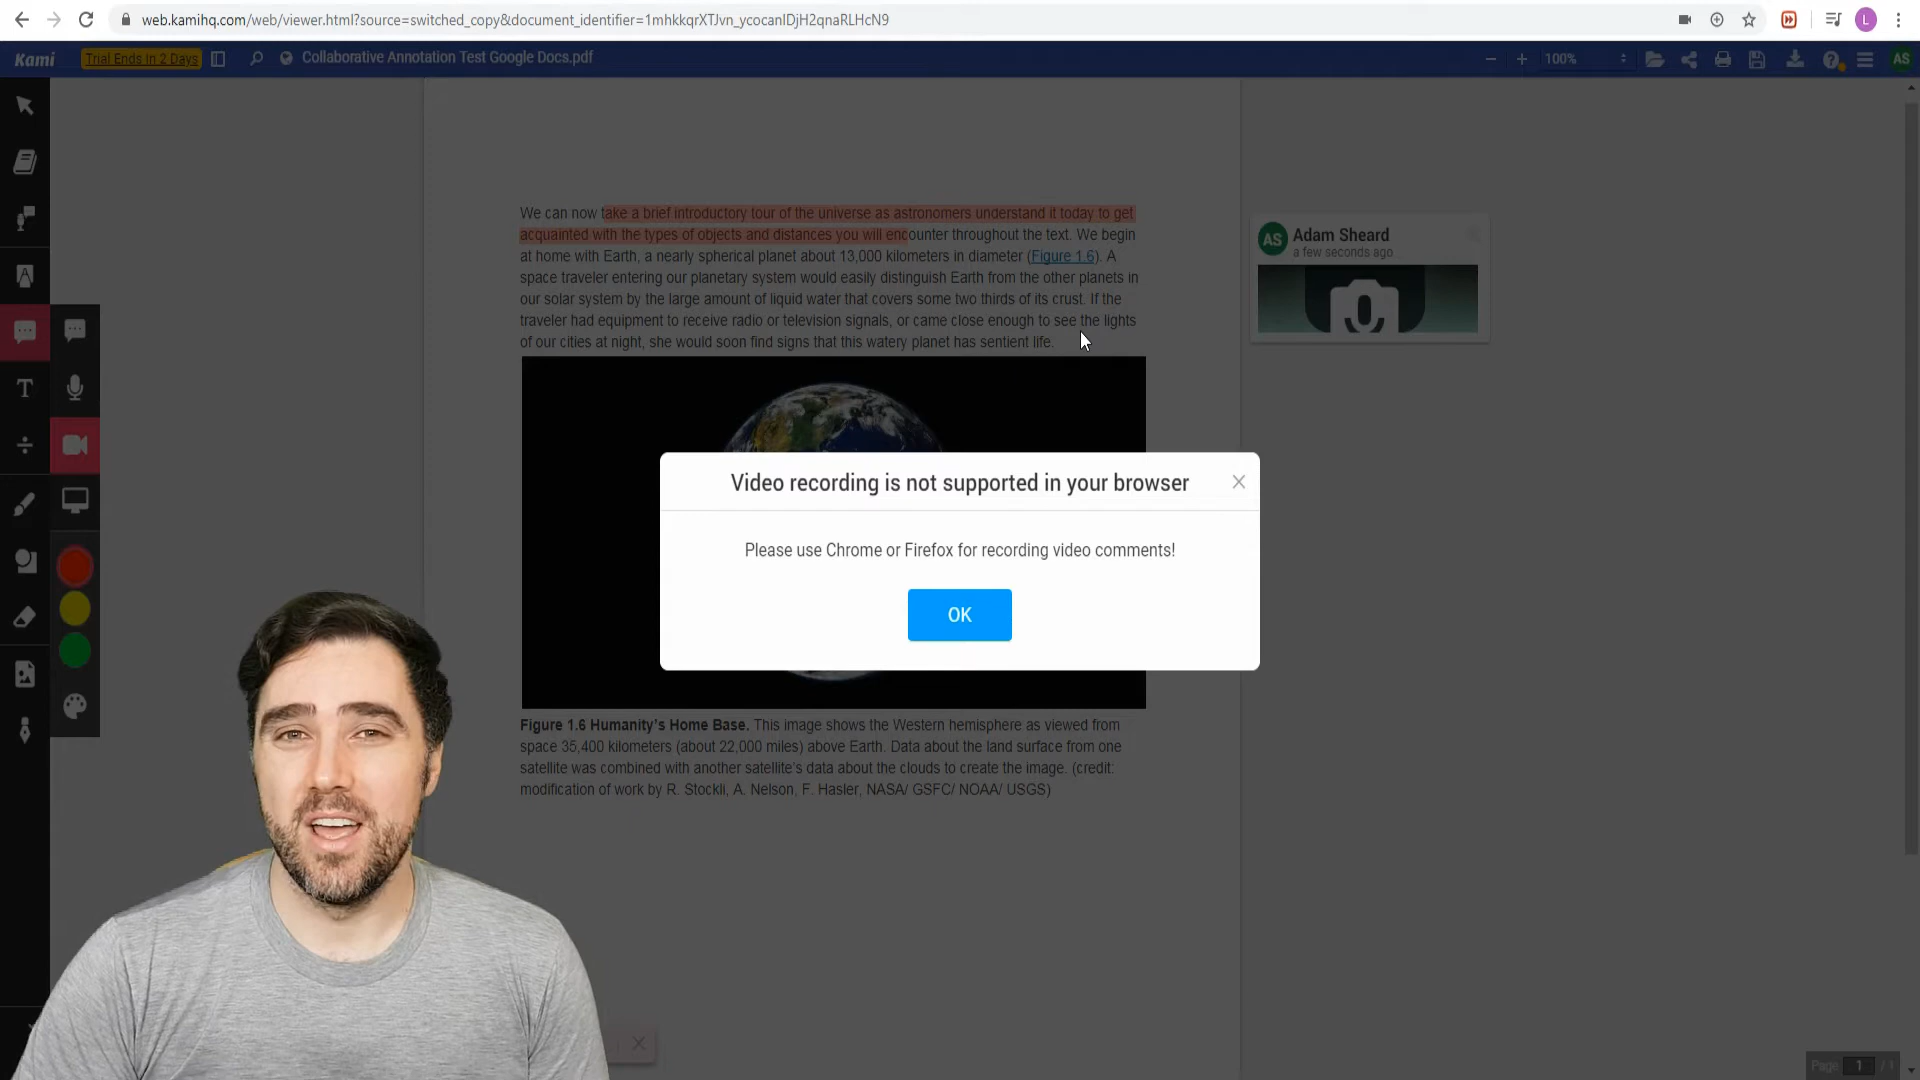 web.kamihq.com/web/viewer.html?source=switched_copy&document_identifier=1mhkkqrXTJvn_ycocanIDjH2qnaRLHcN9
L
Kami
Trial Ends In 2 Days
Collaborative Annotation Test Google Docs.pdf
100%
AS
We can now take a brief introductory tour of the universe as astronomers understand it today to get
acquainted with the types of objects and distances you will encounter throughout the text. We begin
at home with Earth, a nearly spherical planet about 13,000 kilometers in diameter (Figure 1.6). A
space traveler entering our planetary system would easily distinguish Earth from the other planets in
our solar system by the large amount of liquid water that covers some two thirds of its crust. If the
traveler had equipment to receive radio or television signals, or came close enough to see the lights
of our cities at night, she would soon find signs that this watery planet has sentient life.
AS
Adam Sheard
a few seconds ago
T
Video recording is not supported in your browser
Please use Chrome or Firefox for recording video comments!
OK
Figure 1.6 Humanity's Home Base. This image shows the Western hemisphere as viewed from
space 35,400 kilometers (about 22,000 miles) above Earth. Data about the land surface from one
satellite was combined with another satellite's data about the clouds to create the image. (credit:
modification of work by R. Stockli, A. Nelson, F. Hasler, NASA/ GSFC/ NOAA/ USGS)
Page 1 / 1